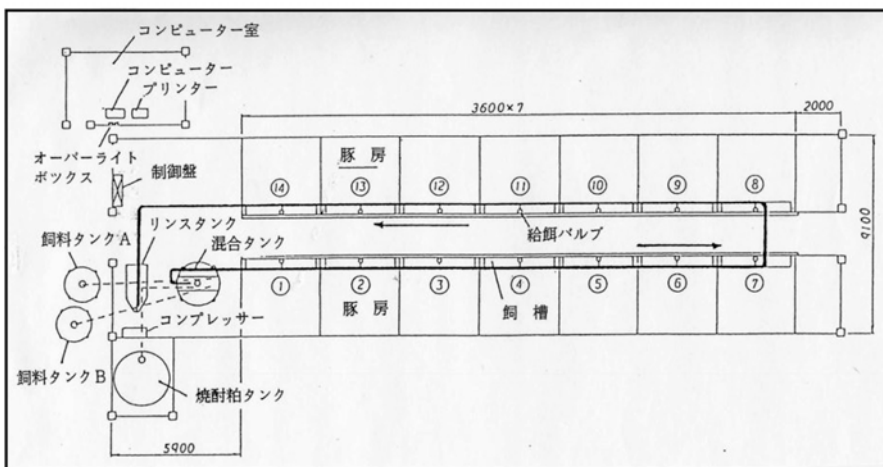 コンピューター室
コンピューター
プリンター
オーバーライト
ボックス
制御盤
リンスタンク
混合タンク
飼料タンクA
飼料タンクB
コンプレッサー
焼酎粕タンク
5900
3600×7
2000
9100
豚房
⑭
⑬
⑫
⑪
⑩
⑨
⑧
給餌バルブ
①
②
③
④
⑤
⑥
⑦
豚房
飼槽